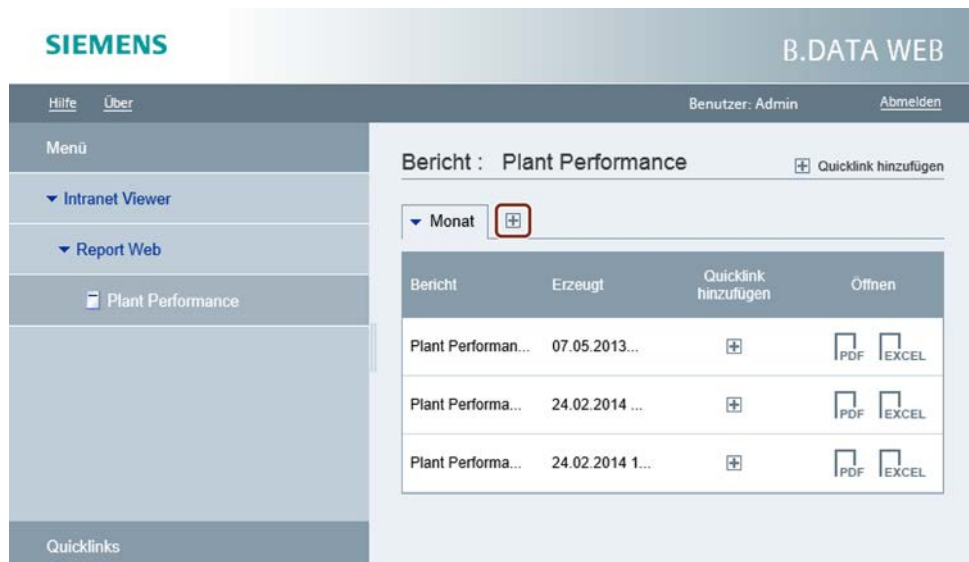 SIEMENS
B.DATA WEB
Hilfe Über Benutzer: Admin Abmelden
Menü
Intranet Viewer
Report Web
Plant Performance
Quicklinks
Bericht : Plant Performance Quicklink hinzufügen
Monat
Bericht Erzeugt Quicklink hinzufügen Öffnen
Plant Performan... 07.05.2013... PDF EXCEL
Plant Performa... 24.02.2014 ... PDF EXCEL
Plant Performa... 24.02.2014 1... PDF EXCEL